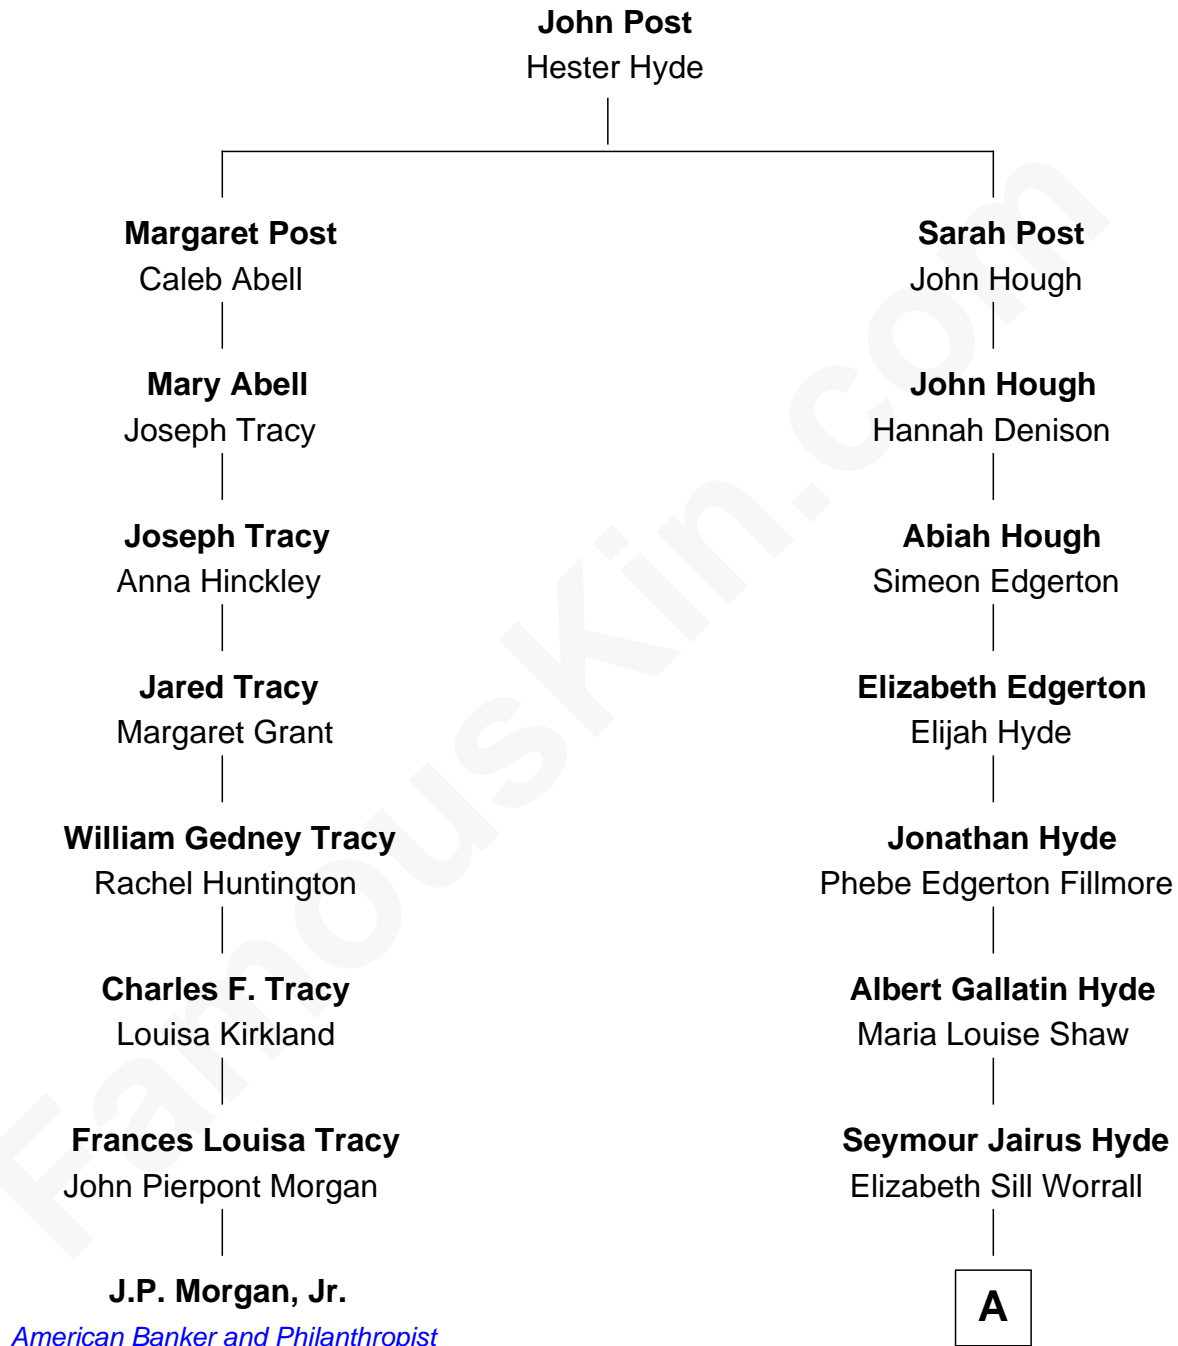 John Post
Hester Hyde
Margaret Post
Caleb Abell
Sarah Post
John Hough
Mary Abell
Joseph Tracy
John Hough
Hannah Denison
Joseph Tracy
Anna Hinckley
Abiah Hough
Simeon Edgerton
Jared Tracy
Margaret Grant
Elizabeth Edgerton
Elijah Hyde
William Gedney Tracy
Rachel Huntington
Jonathan Hyde
Phebe Edgerton Fillmore
Charles F. Tracy
Louisa Kirkland
Albert Gallatin Hyde
Maria Louise Shaw
Frances Louisa Tracy
John Pierpont Morgan
Seymour Jairus Hyde
Elizabeth Sill Worrall
J.P. Morgan, Jr.
American Banker and Philanthropist
A
FamousKin.com